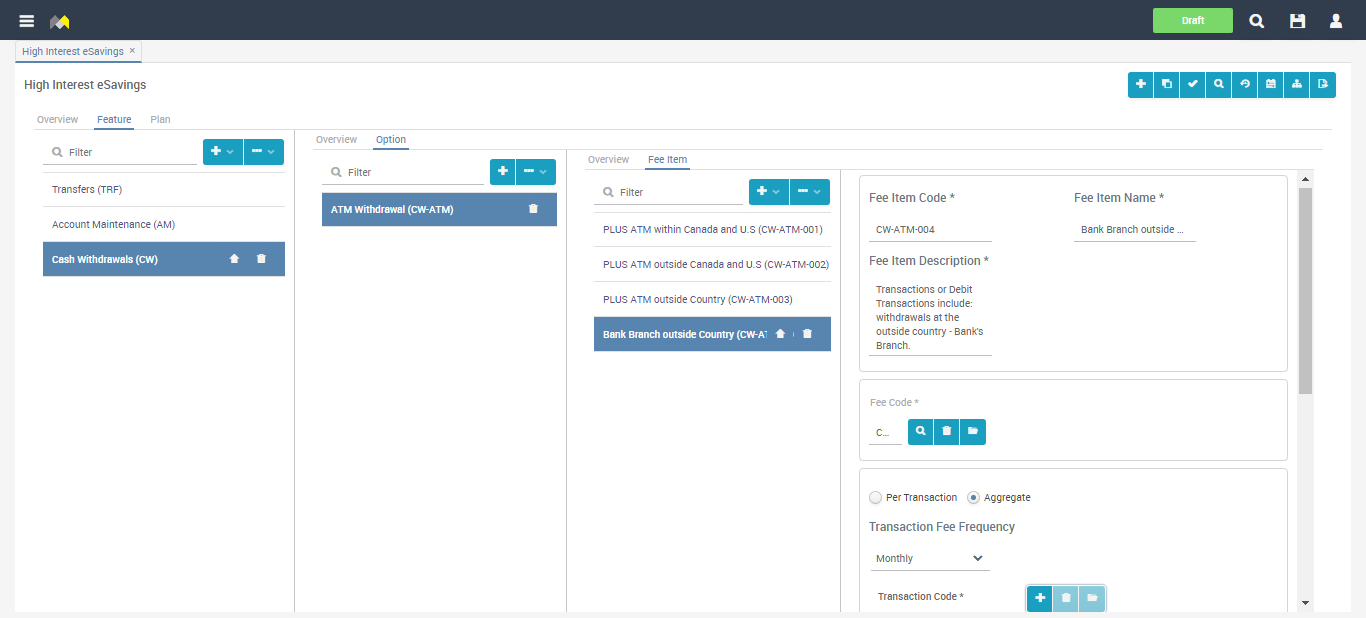 Draft
High Interest eSavings ×
High Interest eSavings
Overview Feature Plan
Filter
Transfers (TRF)
Account Maintenance (AM)
Cash Withdrawals (CW)
Overview Option
Filter
ATM Withdrawal (CW-ATM)
Overview Fee Item
Filter
PLUS ATM within Canada and U.S (CW-ATM-001)
PLUS ATM outside Canada and U.S (CW-ATM-002)
PLUS ATM outside Country (CW-ATM-003)
Bank Branch outside Country (CW-AT
Fee Item Code * Fee Item Name *
CW-ATM-004 Bank Branch outside ...
Fee Item Description *
Transactions or Debit
Transactions include:
withdrawals at the
outside country - Bank's
Branch.
Fee Code *
C...
Per Transaction Aggregate
Transaction Fee Frequency
Monthly
Transaction Code *